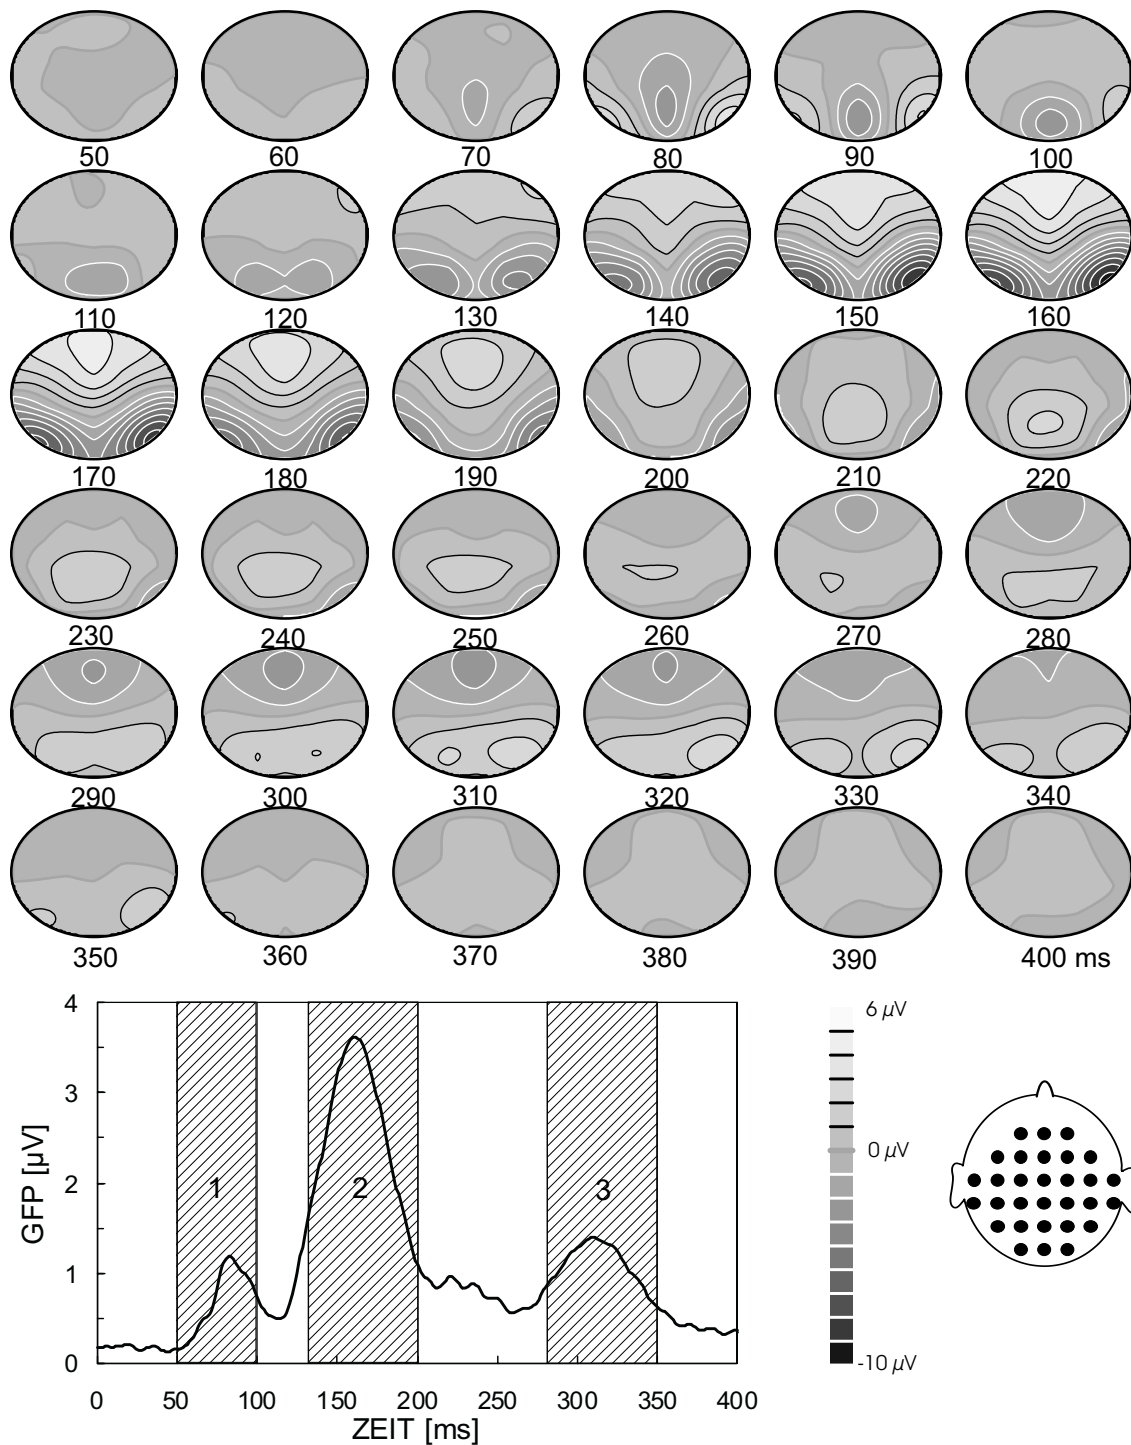 50 60 70 80 90 100
110 120 130 140 150 160
170 180 190 200 210 220
230 240 250 260 270 280
290 300 310 320 330 340
350 360 370 380 390 400 ms
4
3
2
1
0
GFP [µV]
1 2 3
0 50 100 150 200 250 300 350 400
ZEIT [ms]
6 µV
0 µV
-10 µV